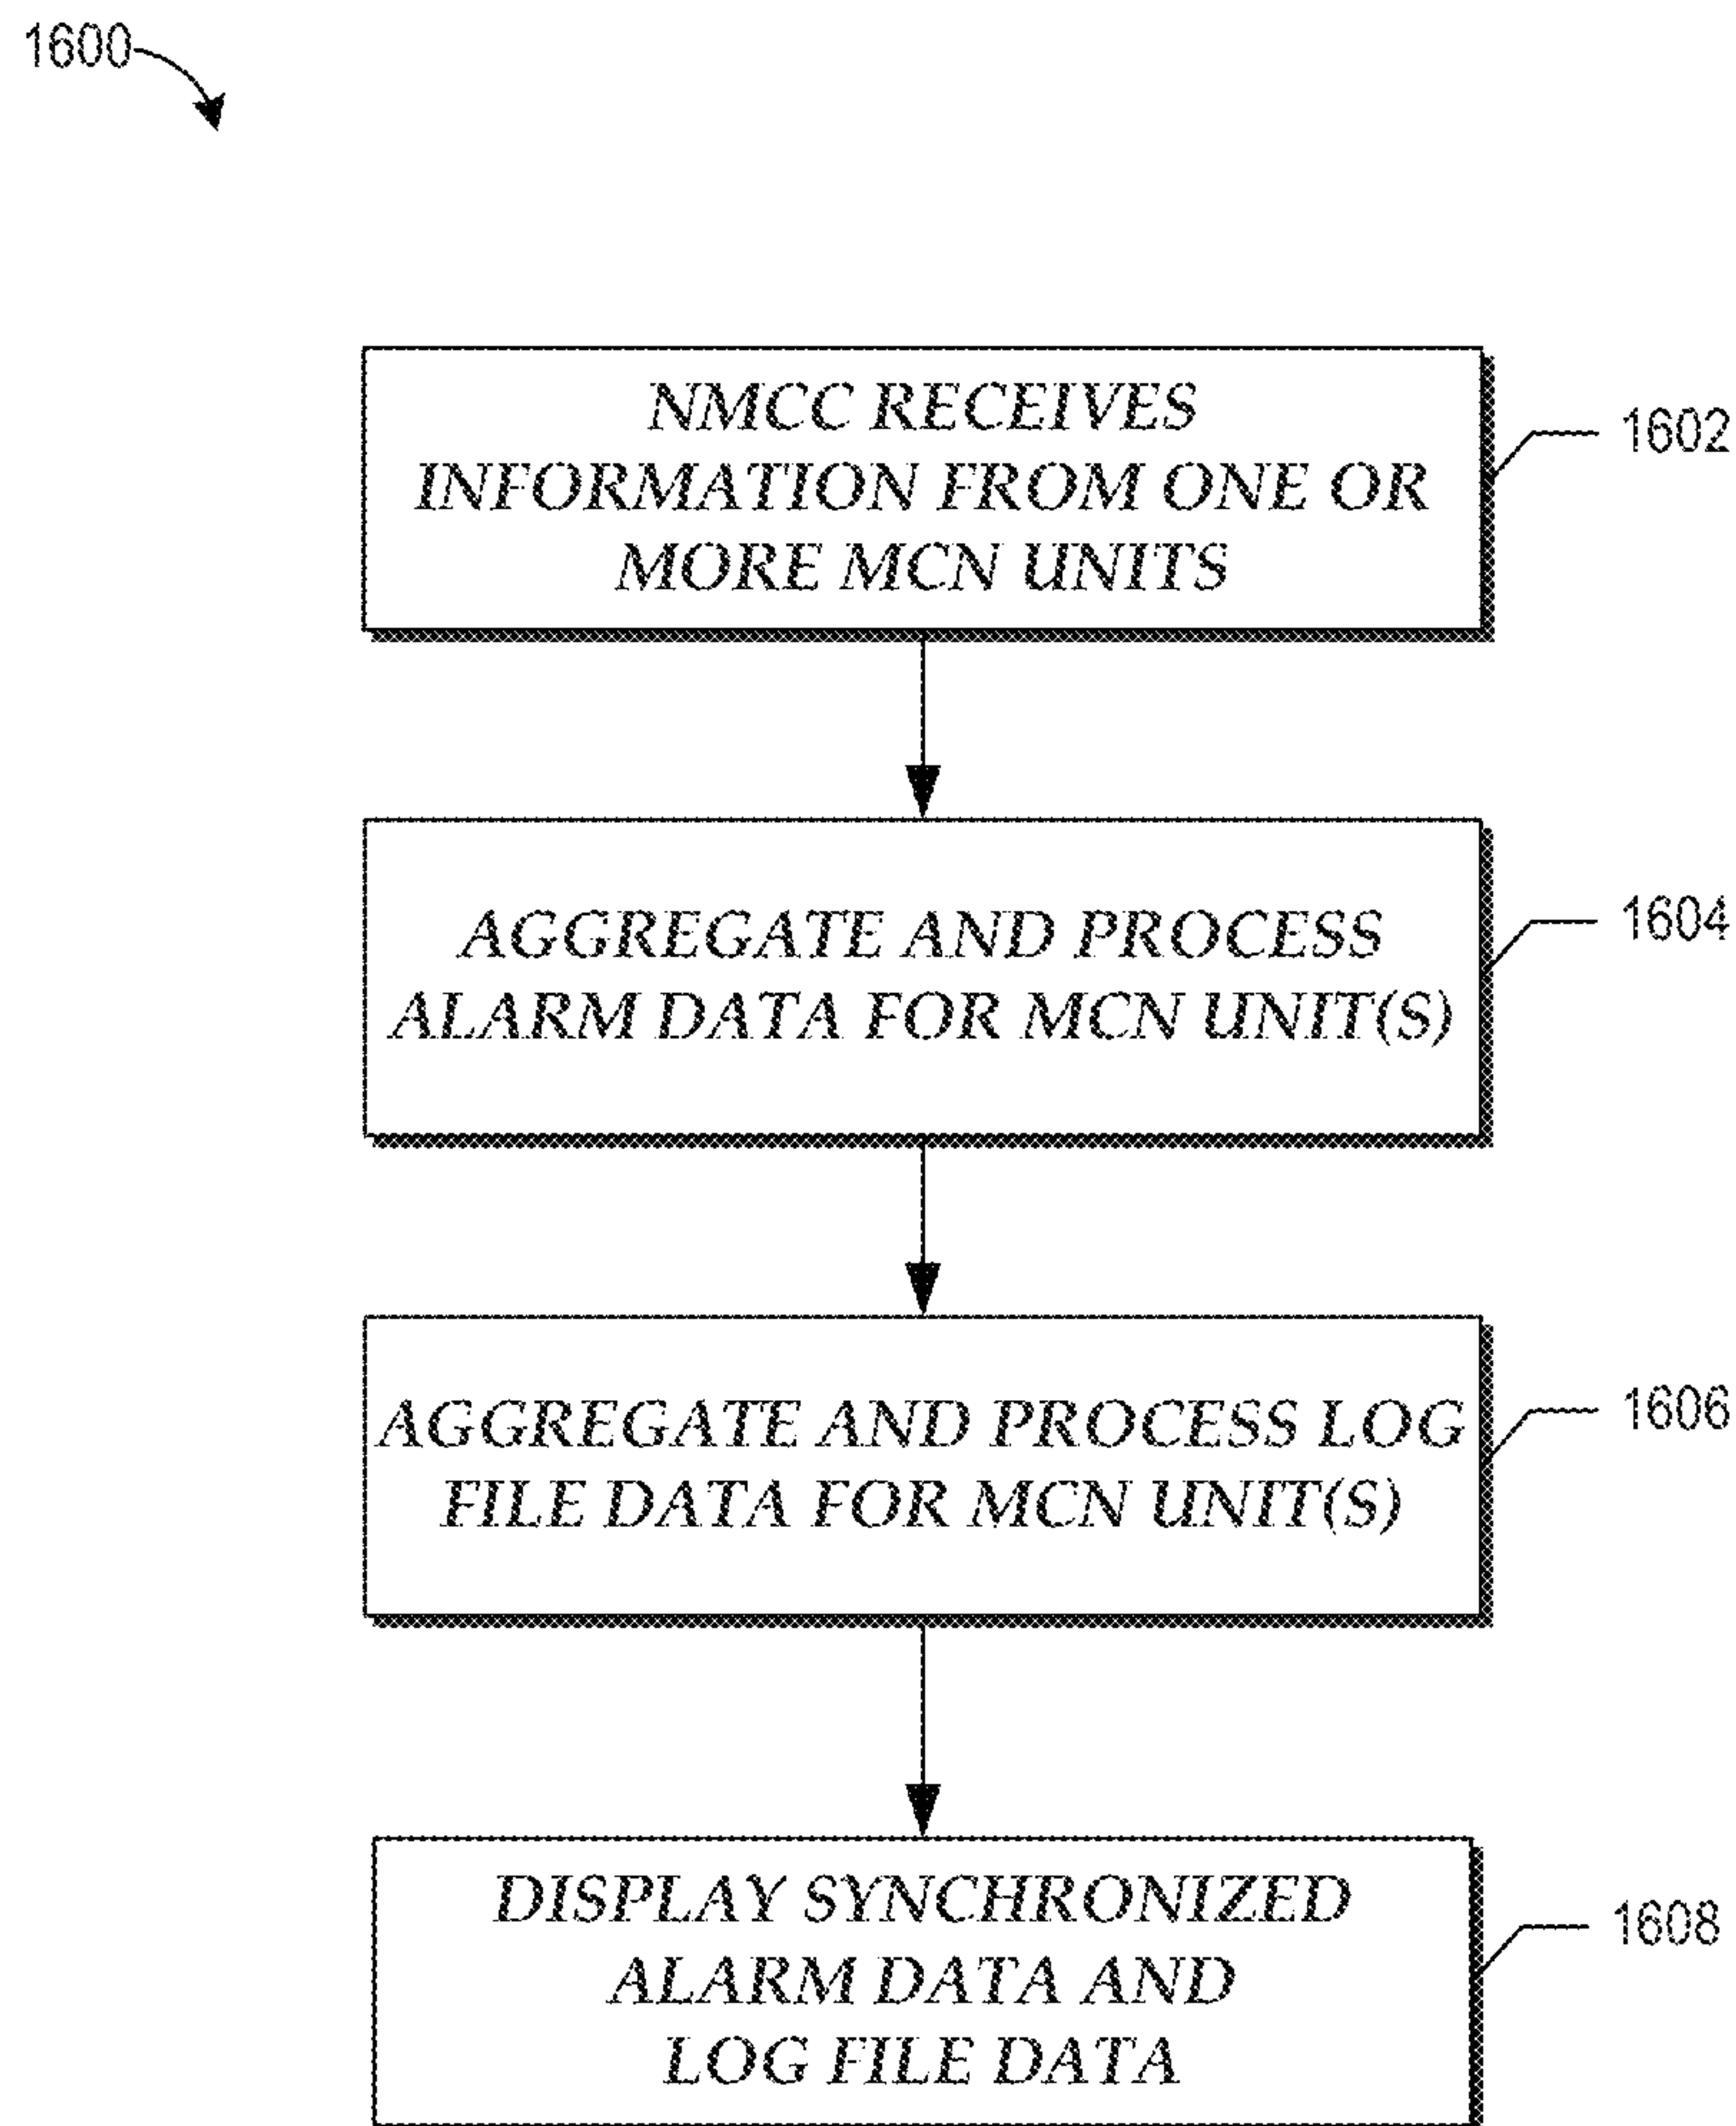 1600
NMCC RECEIVES
INFORMATION FROM ONE OR
MORE MCN UNITS
1602
AGGREGATE AND PROCESS
ALARM DATA FOR MCN UNIT(S)
1604
AGGREGATE AND PROCESS LOG
FILE DATA FOR MCN UNIT(S)
1606
DISPLAY SYNCHRONIZED
ALARM DATA AND
LOG FILE DATA
1608